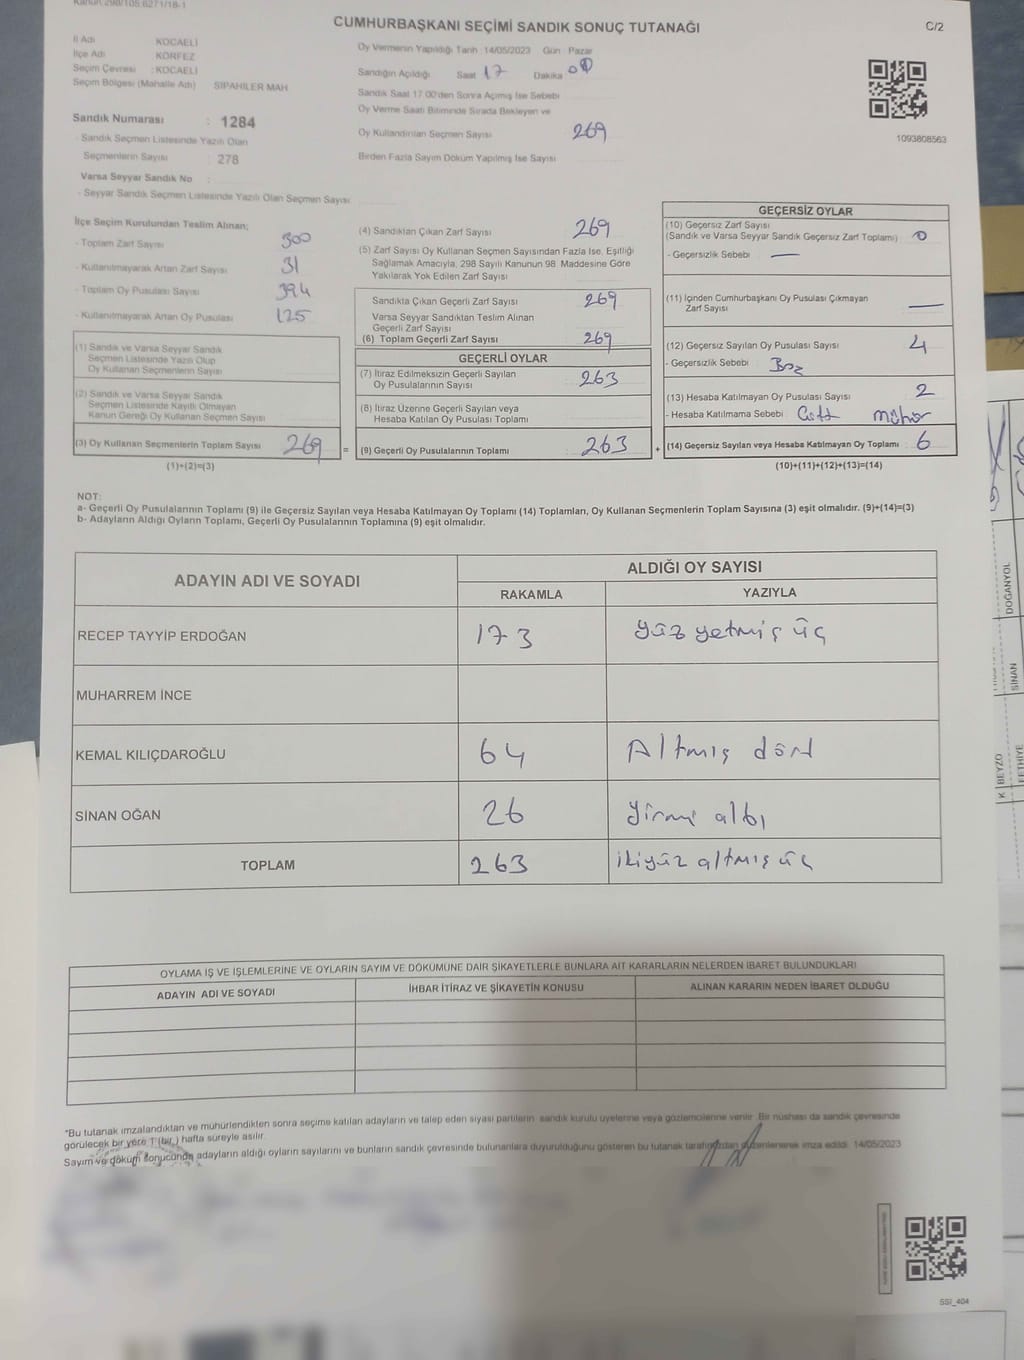 Kanun 298/105,6271/18-1
CUMHURBAŞKANI SEÇİMİ SANDIK SONUÇ TUTANAĞI
C/2
İl Adı KOCAELİ
İlçe Adı KÖRFEZ
Seçim Çevresi : KOCAELİ
Seçim Bölgesi (Mahalle Adı) SİPAHİLER MAH
Sandık Numarası : 1284
- Sandık Seçmen Listesinde Yazılı Olan
Seçmenlerin Sayısı : 278
Varsa Seyyar Sandık No :
- Seyyar Sandık Seçmen Listesinde Yazılı Olan Seçmen Sayısı
Oy Vermenin Yapıldığı Tarih :14/05/2023 Gün Pazar
Sandığın Açıldığı Saat 17 Dakika
Sandık Saat 17.00'den Sonra Açımış İse Sebebi
Oy Verme Saati Bitiminde Sırada Bekleyen ve
Oy Kullandırılan Seçmen Sayısı 269
Birden Fazla Sayım Döküm Yapılmış İse Sayısı
1093808563
İlçe Seçim Kurulundan Teslim Alınan;
- Toplam Zarf Sayısı 300
- Kullanılmayarak Artan Zarf Sayısı 31
- Toplam Oy Pusulası Sayısı 394
- Kullanılmayarak Artan Oy Pusulası 125
(1) Sandık ve Varsa Seyyar Sandık
Seçmen Listesinde Yazılı Olup
Oy Kullanan Seçmenlerin Sayısı
(2) Sandık ve Varsa Seyyar Sandık
Seçmen Listesinde Kayıtlı Olmayan
Kanun Gereği Oy Kullanan Seçmen Sayısı
(3) Oy Kullanan Seçmenlerin Toplam Sayısı 269 =
(1)+(2)=(3)
(4) Sandıktan Çıkan Zarf Sayısı 269
(5) Zarf Sayısı Oy Kullanan Seçmen Sayısından Fazla İse, Eşitliği
Sağlamak Amacıyla, 298 Sayılı Kanunun 98. Maddesine Göre
Yakılarak Yok Edilen Zarf Sayısı
Sandıkta Çıkan Geçerli Zarf Sayısı 269
Varsa Seyyar Sandıktan Teslim Alınan
Geçerli Zarf Sayısı
(6) Toplam Geçerli Zarf Sayısı 269
GEÇERLİ OYLAR
(7) İtiraz Edilmeksizin Geçerli Sayılan
Oy Pusulalarının Sayısı 263
(8) İtiraz Üzerine Geçerli Sayılan veya
Hesaba Katılan Oy Pusulası Toplamı
(9) Geçerli Oy Pusulalarının Toplamı 263 +
GEÇERSİZ OYLAR
(10) Geçersiz Zarf Sayısı
(Sandık ve Varsa Seyyar Sandık Geçersiz Zarf Toplamı) : 0
- Geçersizlik Sebebi : —
(11) İçinden Cumhurbaşkanı Oy Pusulası Çıkmayan
Zarf Sayısı —
(12) Geçersiz Sayılan Oy Pusulası Sayısı : 4
- Geçersizlik Sebebi : Boş
(13) Hesaba Katılmayan Oy Pusulası Sayısı : 2
- Hesaba Katılmama Sebebi : Çift mühür
(14) Geçersiz Sayılan veya Hesaba Katılmayan Oy Toplamı : 6
(10)+(11)+(12)+(13)=(14)
NOT:
a- Geçerli Oy Pusulalarının Toplamı (9) ile Geçersiz Sayılan veya Hesaba Katılmayan Oy Toplamı (14) Toplamları, Oy Kullanan Seçmenlerin Toplam Sayısına (3) eşit olmalıdır. (9)+(14)=(3)
b- Adayların Aldığı Oyların Toplamı, Geçerli Oy Pusulalarının Toplamına (9) eşit olmalıdır.
ADAYIN ADI VE SOYADI
ALDIĞI OY SAYISI
RAKAMLA YAZIYLA
RECEP TAYYİP ERDOĞAN 173 yüz yetmiş üç
MUHARREM İNCE
KEMAL KILIÇDAROĞLU 64 Altmış dört
SİNAN OĞAN 26 yirmi altı
TOPLAM 263 ikiyüz altmış üç
OYLAMA İŞ VE İŞLEMLERİNE VE OYLARIN SAYIM VE DÖKÜMÜNE DAİR ŞİKAYETLERLE BUNLARA AİT KARARLARIN NELERDEN İBARET BULUNDUKLARI
ADAYIN ADI VE SOYADI İHBAR İTİRAZ VE ŞİKAYETİN KONUSU ALINAN KARARIN NEDEN İBARET OLDUĞU
"Bu tutanak imzalandıktan ve mühürlendikten sonra seçime katılan adayların ve talep eden siyasi partilerin sandık kurulu üyelerine veya gözlemcilerine verilir. Bir nüshası da sandık çevresinde
görülecek bir yere 1 (bir.) hafta süreyle asılır.
Sayım ve döküm sonucunda adayların aldığı oyların sayılarını ve bunların sandık çevresinde bulunanlara duyurulduğunu gösteren bu tutanak tarafımızdan düzenlenerek imza edildi. 14/05/2023
SSİ_404
DOĞANYOL
SİNAN
K BEYZO
FETHİYE